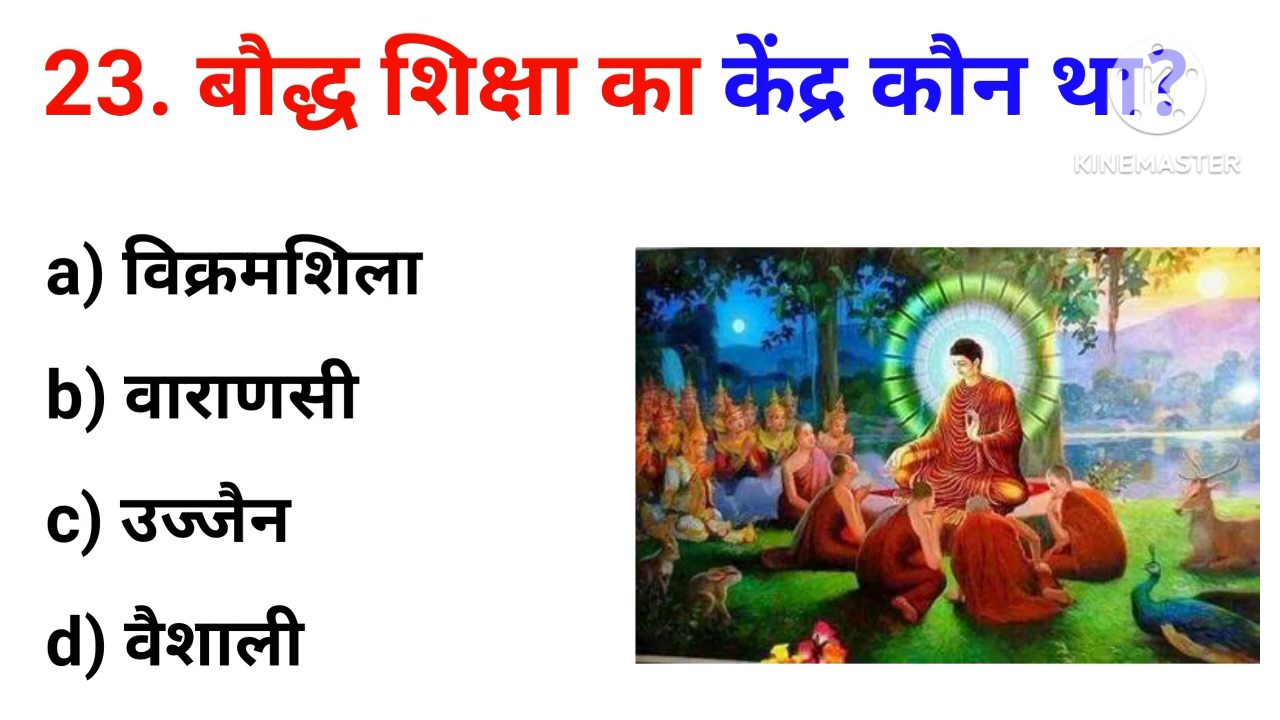 23. बौद्ध शिक्षा का केंद्र कौन था?
KINEMASTER
a) विक्रमशिला
b) वाराणसी
c) उज्जैन
d) वैशाली